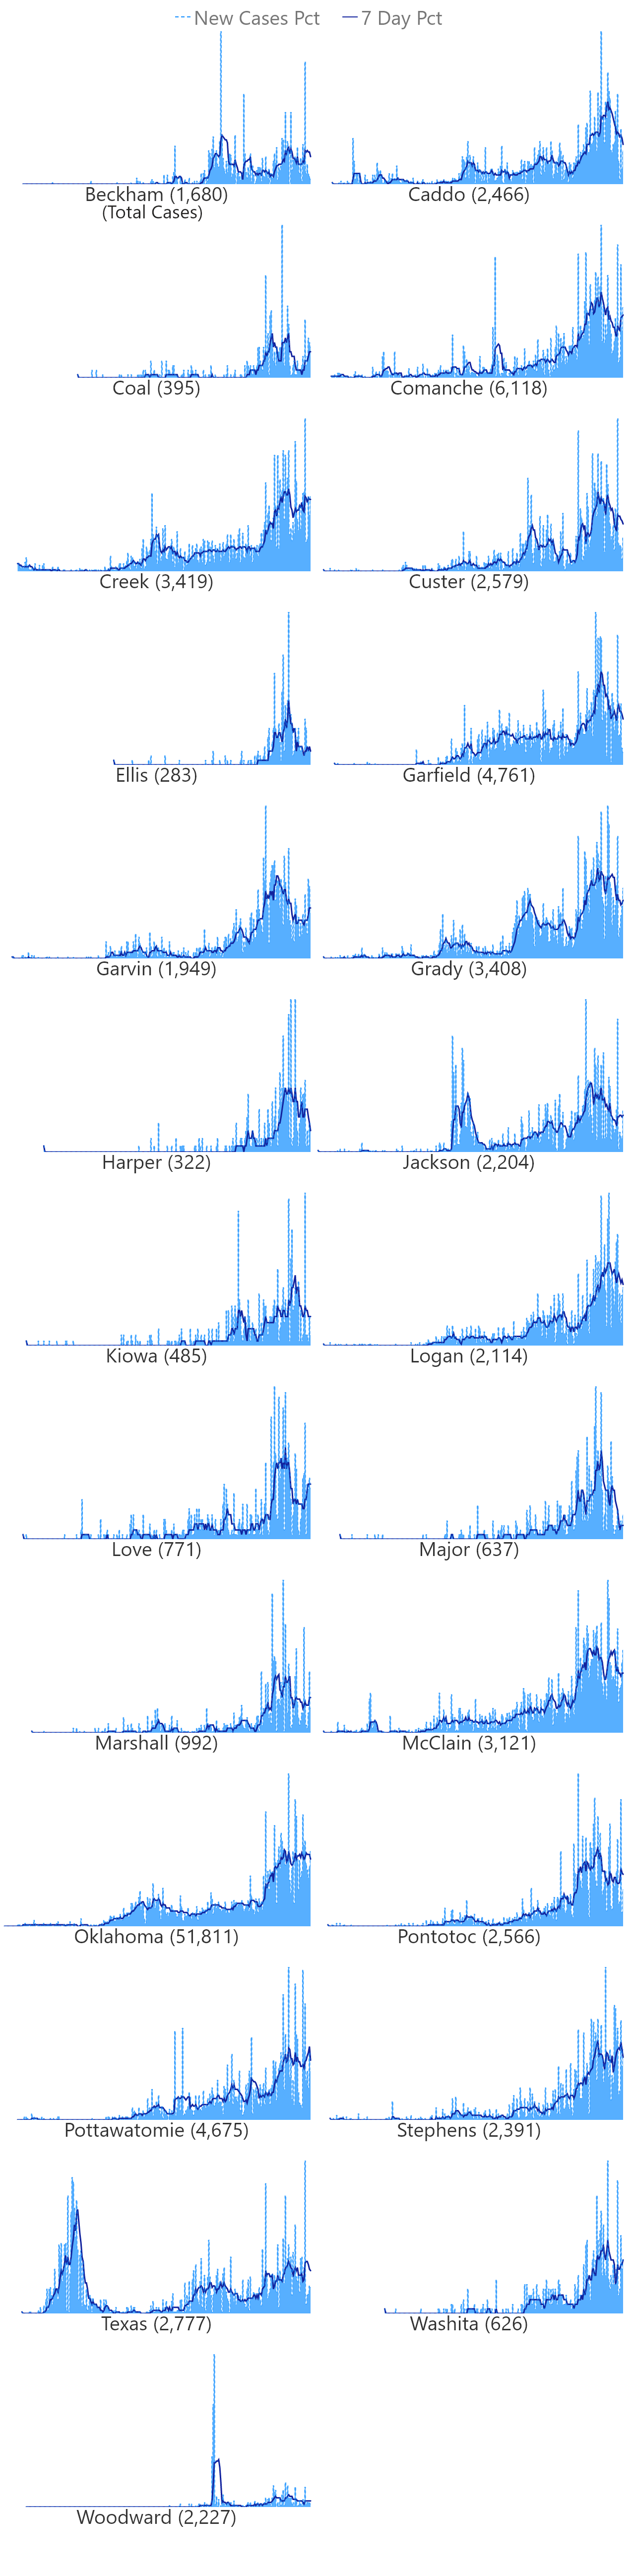 New Cases Pct 7 Day Pct
Beckham (1,680) Caddo (2,466)
(Total Cases)
Coal (395) Comanche (6,118)
Creek (3,419) Custer (2,579)
Ellis (283) Garfield (4,761)
Garvin (1,949) Grady (3,408)
Harper (322) Jackson (2,204)
Kiowa (485) Logan (2,114)
Love (771) Major (637)
Marshall (992) McClain (3,121)
Oklahoma (51,811) Pontotoc (2,566)
Pottawatomie (4,675) Stephens (2,391)
Texas (2,777) Washita (626)
Woodward (2,227)